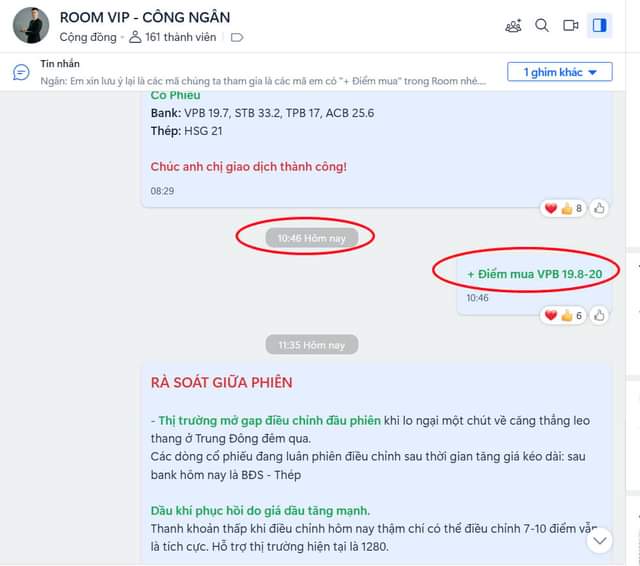 ROOM VIP - CÔNG NGÂN
Cộng đồng 161 thành viên
Tin nhắn
Ngân: Em xin lưu ý lại là các mã chúng ta tham gia là các mã em có "+ Điểm mua" trong Room nhé....
1 ghim khác
Cổ Phiếu
Bank: VPB 19.7, STB 33.2, TPB 17, ACB 25.6
Thép: HSG 21
Chúc anh chị giao dịch thành công!
08:29
8
10:46 Hôm nay
+ Điểm mua VPB 19.8-20
10:46
6
11:35 Hôm nay
RÀ SOÁT GIỮA PHIÊN
- Thị trường mở gap điều chỉnh đầu phiên khi lo ngại một chút về căng thẳng leo
thang ở Trung Đông đêm qua.
Các dòng cổ phiếu đang luân phiên điều chỉnh sau thời gian tăng giá kéo dài: sau
bank hôm nay là BĐS - Thép
Dầu khí phục hồi do giá dầu tăng mạnh.
Thanh khoản thấp khi điều chỉnh hôm nay thậm chí có thể điều chỉnh 7-10 điểm vẫn
là tích cực. Hỗ trợ thị trường hiện tại là 1280.